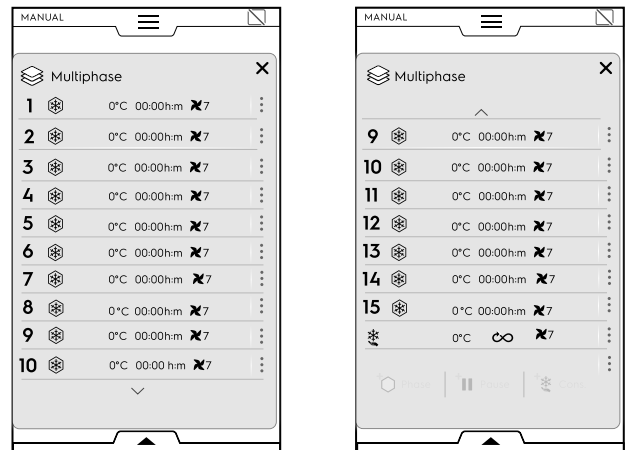 MANUAL
Multiphase
1 0°C 00:00h:m 7
2 0°C 00:00h:m 7
3 0°C 00:00h:m 7
4 0°C 00:00h:m 7
5 0°C 00:00h:m 7
6 0°C 00:00h:m 7
7 0°C 00:00h:m 7
8 0°C 00:00h:m 7
9 0°C 00:00h:m 7
10 0°C 00:00 h:m 7
MANUAL
Multiphase
9 0°C 00:00h:m 7
10 0°C 00:00h:m 7
11 0°C 00:00h:m 7
12 0°C 00:00h:m 7
13 0°C 00:00h:m 7
14 0°C 00:00h:m 7
15 0°C 00:00h:m 7
0°C 7
Phase Pause